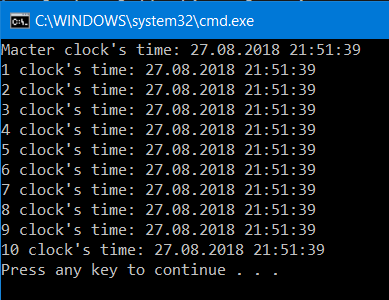 C:\WINDOWS\system32\cmd.exe
Macter clock's time: 27.08.2018 21:51:39
1 clock's time: 27.08.2018 21:51:39
2 clock's time: 27.08.2018 21:51:39
3 clock's time: 27.08.2018 21:51:39
4 clock's time: 27.08.2018 21:51:39
5 clock's time: 27.08.2018 21:51:39
6 clock's time: 27.08.2018 21:51:39
7 clock's time: 27.08.2018 21:51:39
8 clock's time: 27.08.2018 21:51:39
9 clock's time: 27.08.2018 21:51:39
10 clock's time: 27.08.2018 21:51:39
Press any key to continue . . .